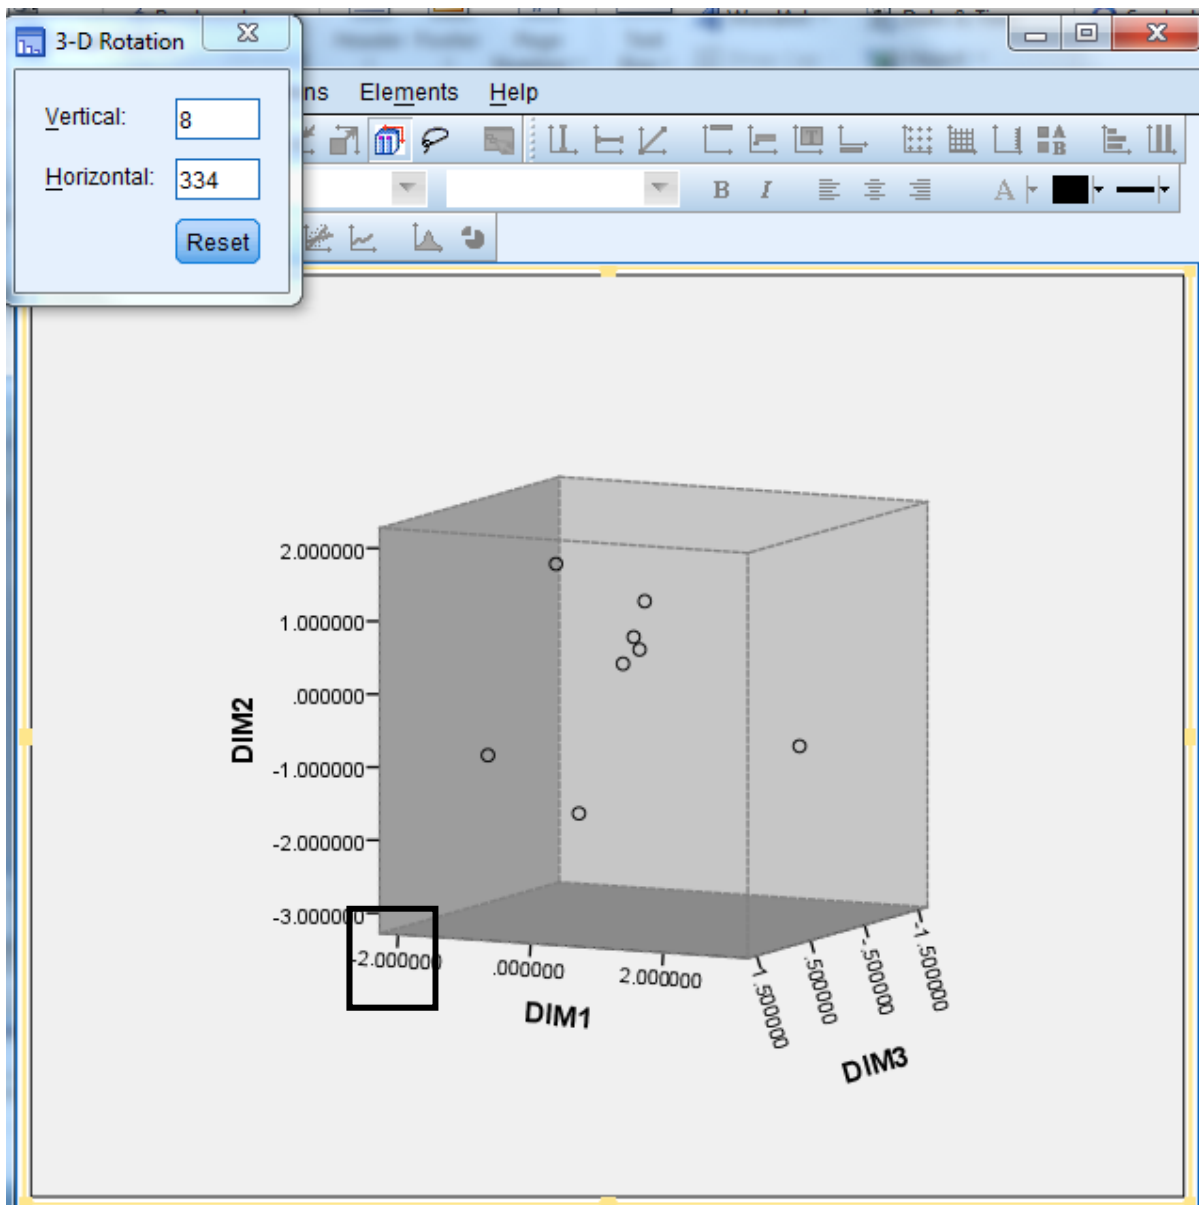 3-D Rotation
Vertical: 8
Horizontal: 334
Reset
ns Elements Help
B I A
A
B
2.000000
1.000000
.000000
-1.000000
-2.000000
-3.000000
DIM2
-2.000000 .000000 2.000000
DIM1
1.500000 .500000 -.500000 -1.500000
DIM3